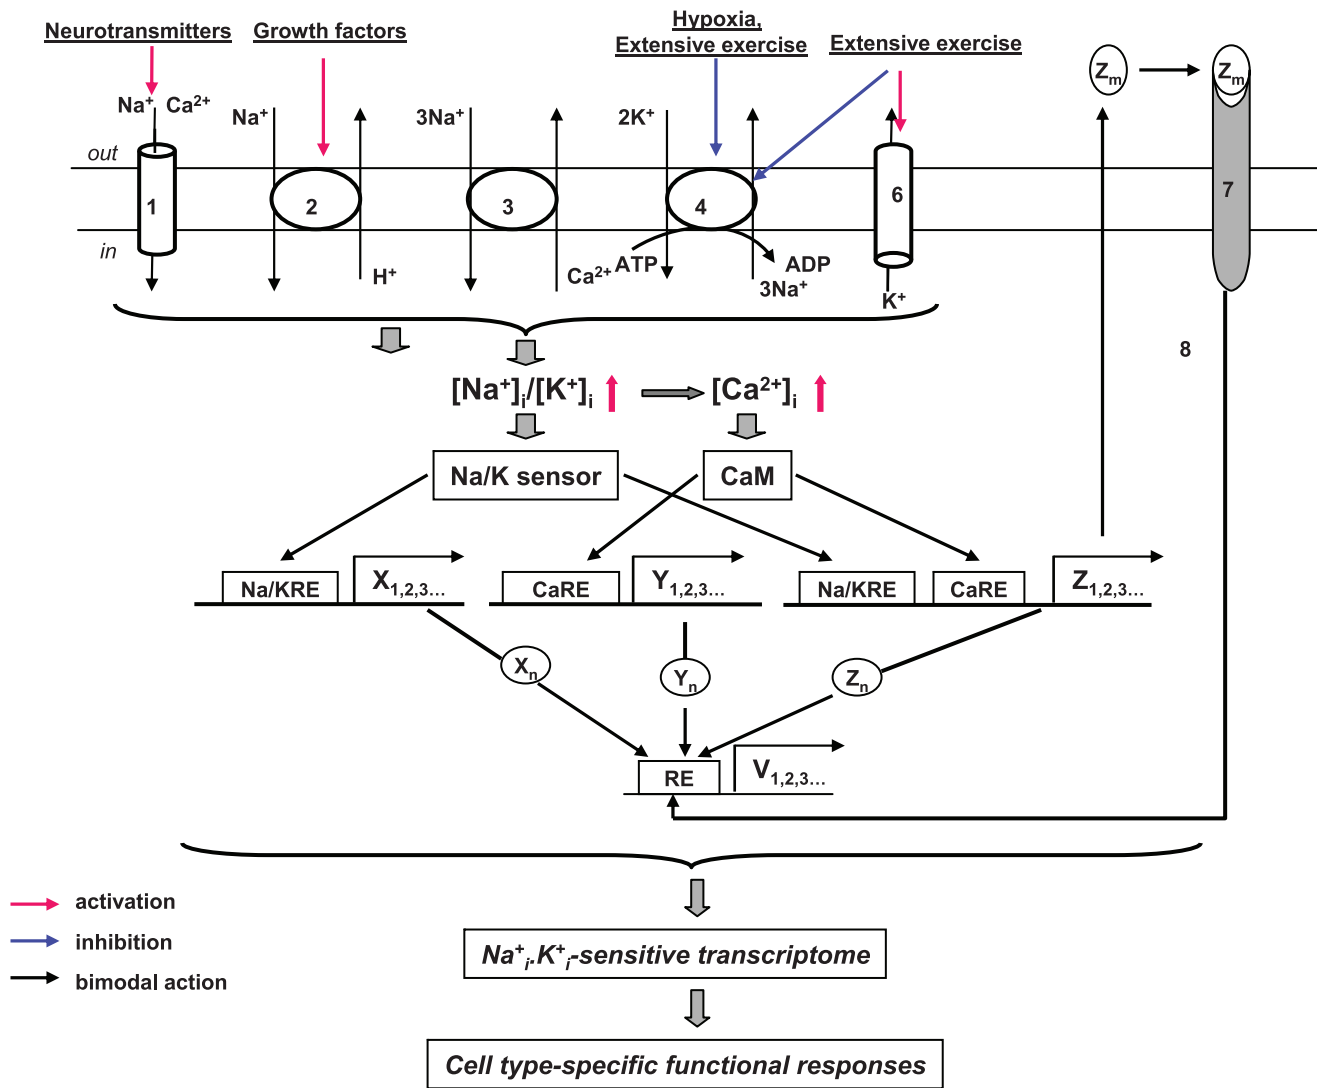 Neurotransmitters
Growth factors
Hypoxia,
Extensive exercise
Extensive exercise
Zm
Zm
Na⁺
Ca²⁺
Na⁺
3Na⁺
2K⁺
out
1
2
3
4
6
7
in
H⁺
Ca²⁺
ATP
ADP
3Na⁺
K⁺
8
[Na⁺]i/[K⁺]i
[Ca²⁺]i
Na/K sensor
CaM
Na/KRE
X1,2,3...
CaRE
Y1,2,3...
Na/KRE
CaRE
Z1,2,3...
Xn
Yn
Zn
RE
V1,2,3...
activation
inhibition
bimodal action
Na⁺i.K⁺i-sensitive transcriptome
Cell type-specific functional responses